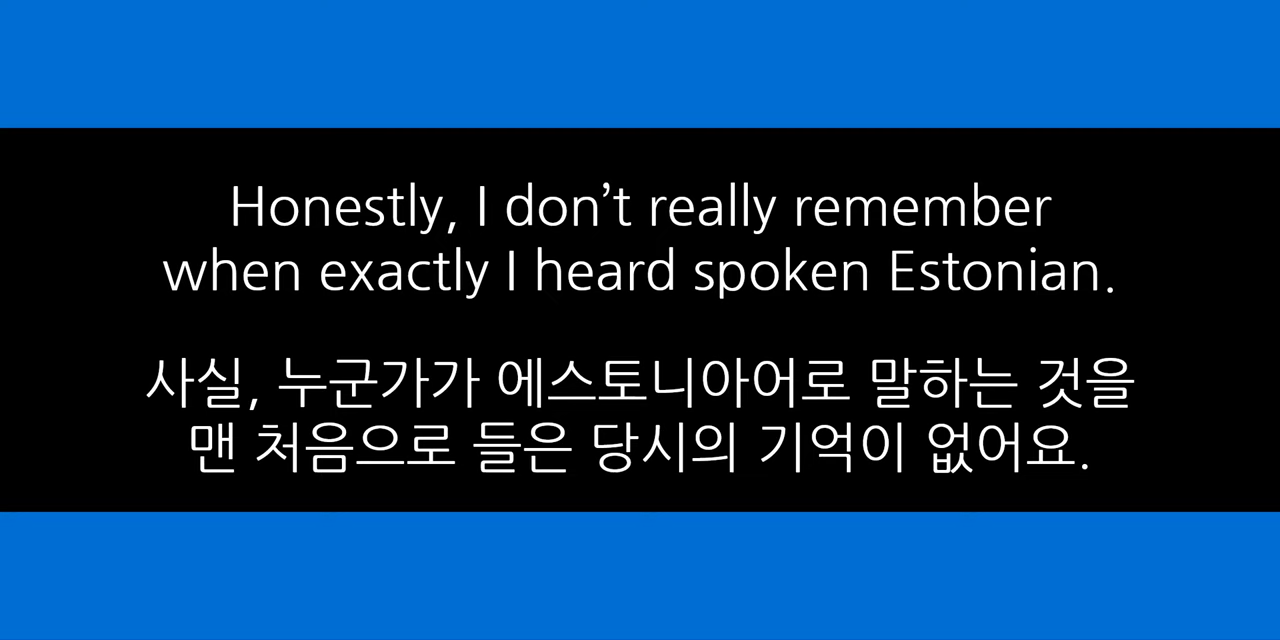 Honestly, I don’t really remember
when exactly I heard spoken Estonian.
사실, 누군가가 에스토니아어로 말하는 것을
맨 처음으로 들은 당시의 기억이 없어요.